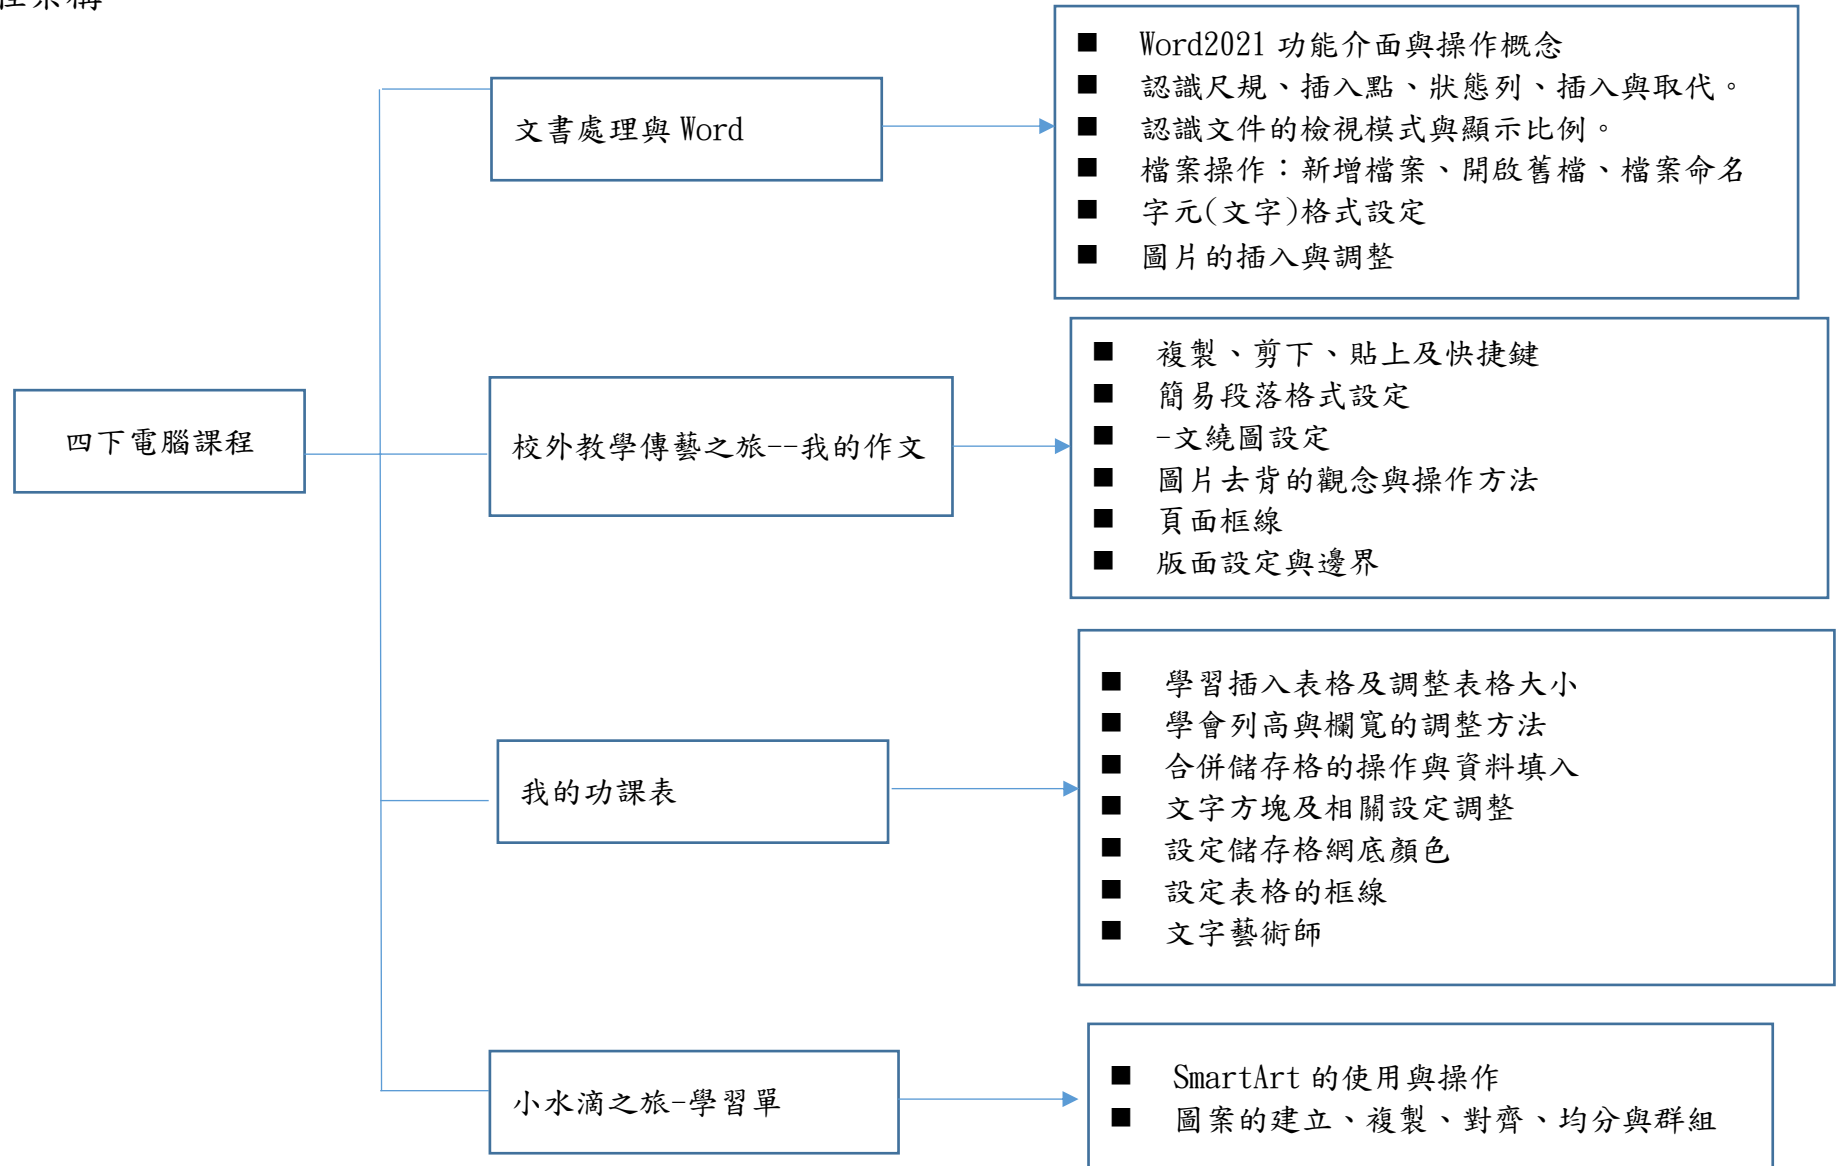 程架構
四下電腦課程
文書處理與 Word
■ Word2021 功能介面與操作概念
■ 認識尺規、插入點、狀態列、插入與取代。
■ 認識文件的檢視模式與顯示比例。
■ 檔案操作：新增檔案、開啟舊檔、檔案命名
■ 字元(文字)格式設定
■ 圖片的插入與調整
校外教學傳藝之旅--我的作文
■ 複製、剪下、貼上及快捷鍵
■ 簡易段落格式設定
■ -文繞圖設定
■ 圖片去背的觀念與操作方法
■ 頁面框線
■ 版面設定與邊界
我的功課表
■ 學習插入表格及調整表格大小
■ 學會列高與欄寬的調整方法
■ 合併儲存格的操作與資料填入
■ 文字方塊及相關設定調整
■ 設定儲存格網底顏色
■ 設定表格的框線
■ 文字藝術師
小水滴之旅-學習單
■ SmartArt 的使用與操作
■ 圖案的建立、複製、對齊、均分與群組